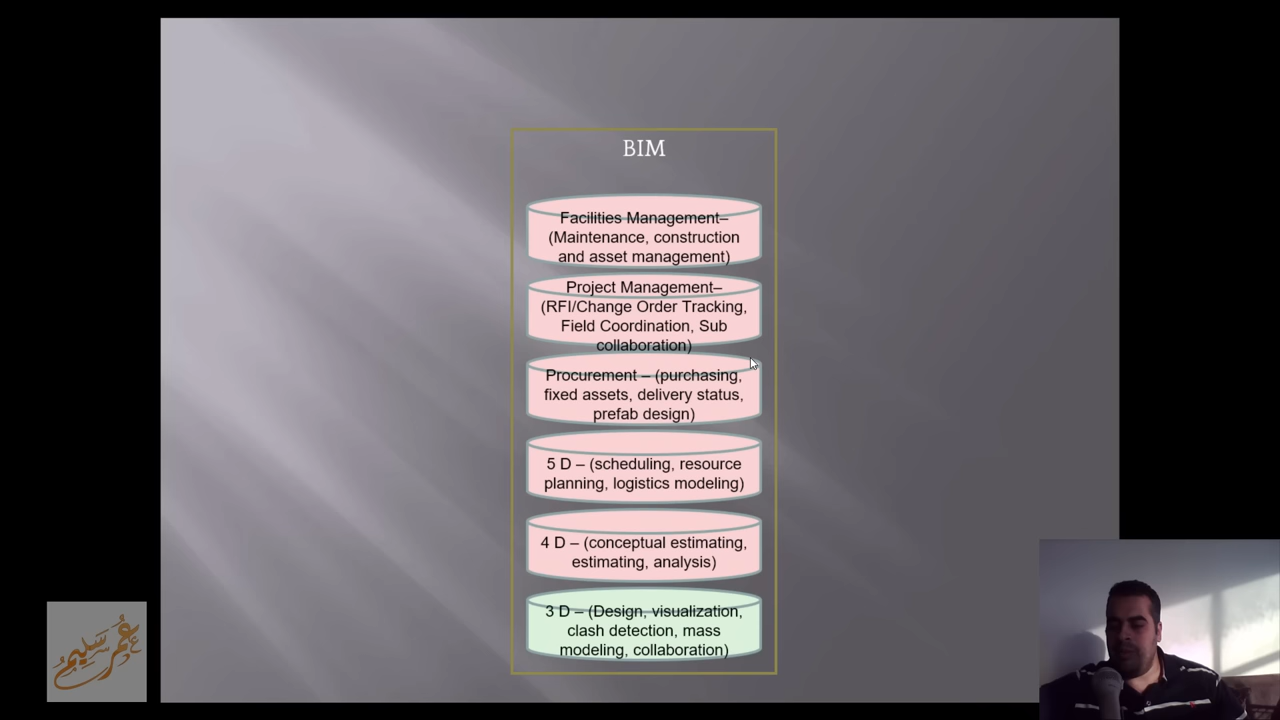 BIM
Facilities Management–
(Maintenance, construction
and asset management)
Project Management–
(RFI/Change Order Tracking,
Field Coordination, Sub
collaboration)
Procurement – (purchasing,
fixed assets, delivery status,
prefab design)
5 D – (scheduling, resource
planning, logistics modeling)
4 D – (conceptual estimating,
estimating, analysis)
3 D – (Design, visualization,
clash detection, mass
modeling, collaboration)
عمر سليم